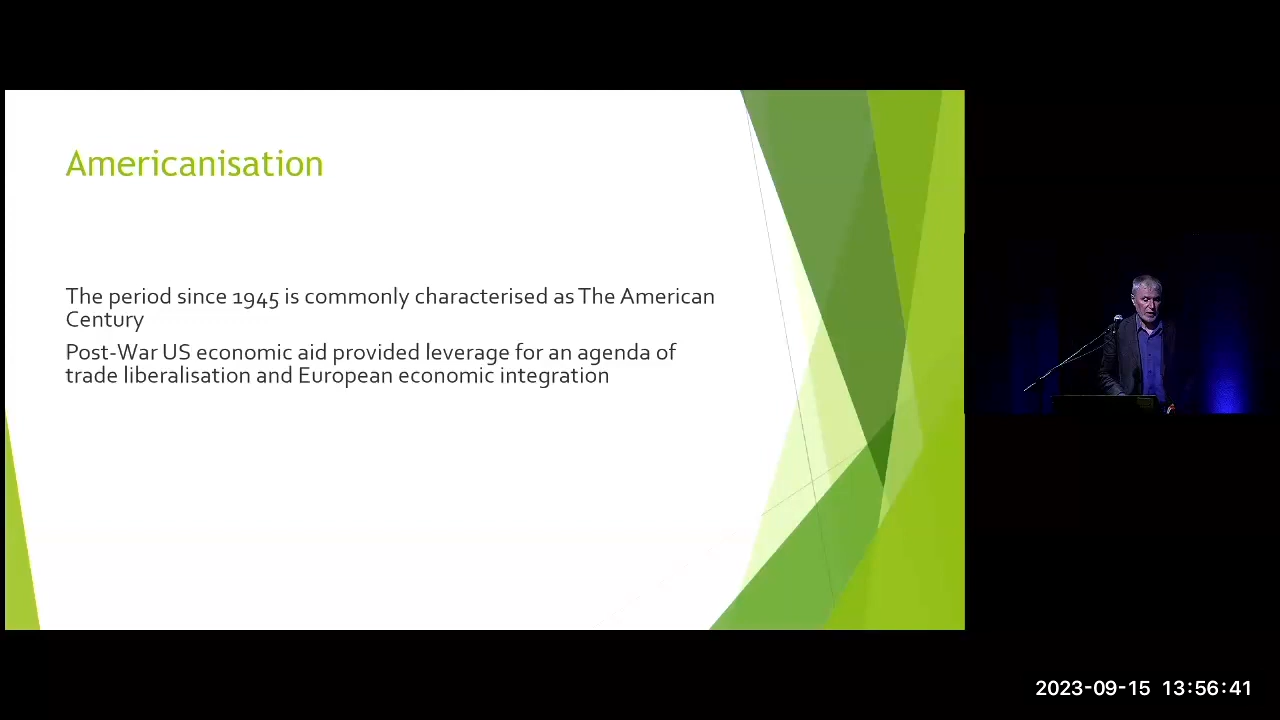 Americanisation
The period since 1945 is commonly characterised as The American
Century
Post-War US economic aid provided leverage for an agenda of
trade liberalisation and European economic integration
2023-09-15 13:56:41